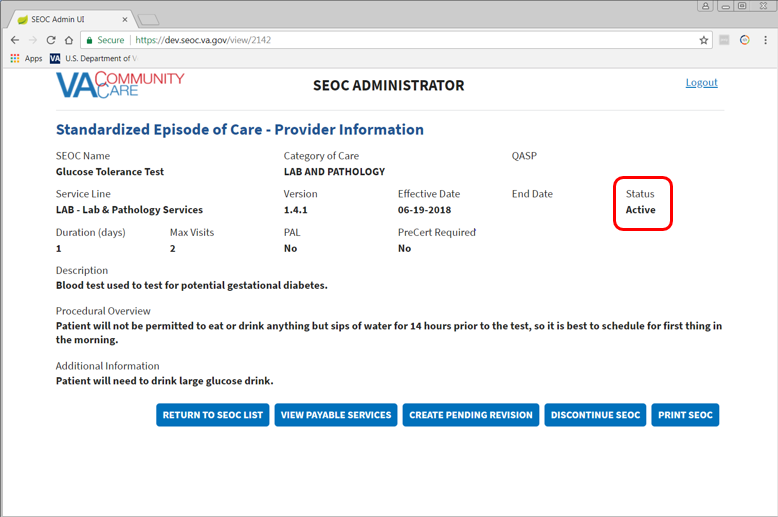 SEOC Admin UI
Secure https://dev.seoc.va.gov/view/2142
Apps VA U.S. Department of V
VA COMMUNITY CARE
SEOC ADMINISTRATOR
Logout
Standardized Episode of Care - Provider Information
SEOC Name Category of Care QASP
Glucose Tolerance Test LAB AND PATHOLOGY
Service Line Version Effective Date End Date Status
LAB - Lab & Pathology Services 1.4.1 06-19-2018 Active
Duration (days) Max Visits PAL PreCert Required
1 2 No No
Description
Blood test used to test for potential gestational diabetes.
Procedural Overview
Patient will not be permitted to eat or drink anything but sips of water for 14 hours prior to the test, so it is best to schedule for first thing in
the morning.
Additional Information
Patient will need to drink large glucose drink.
RETURN TO SEOC LIST VIEW PAYABLE SERVICES CREATE PENDING REVISION DISCONTINUE SEOC PRINT SEOC